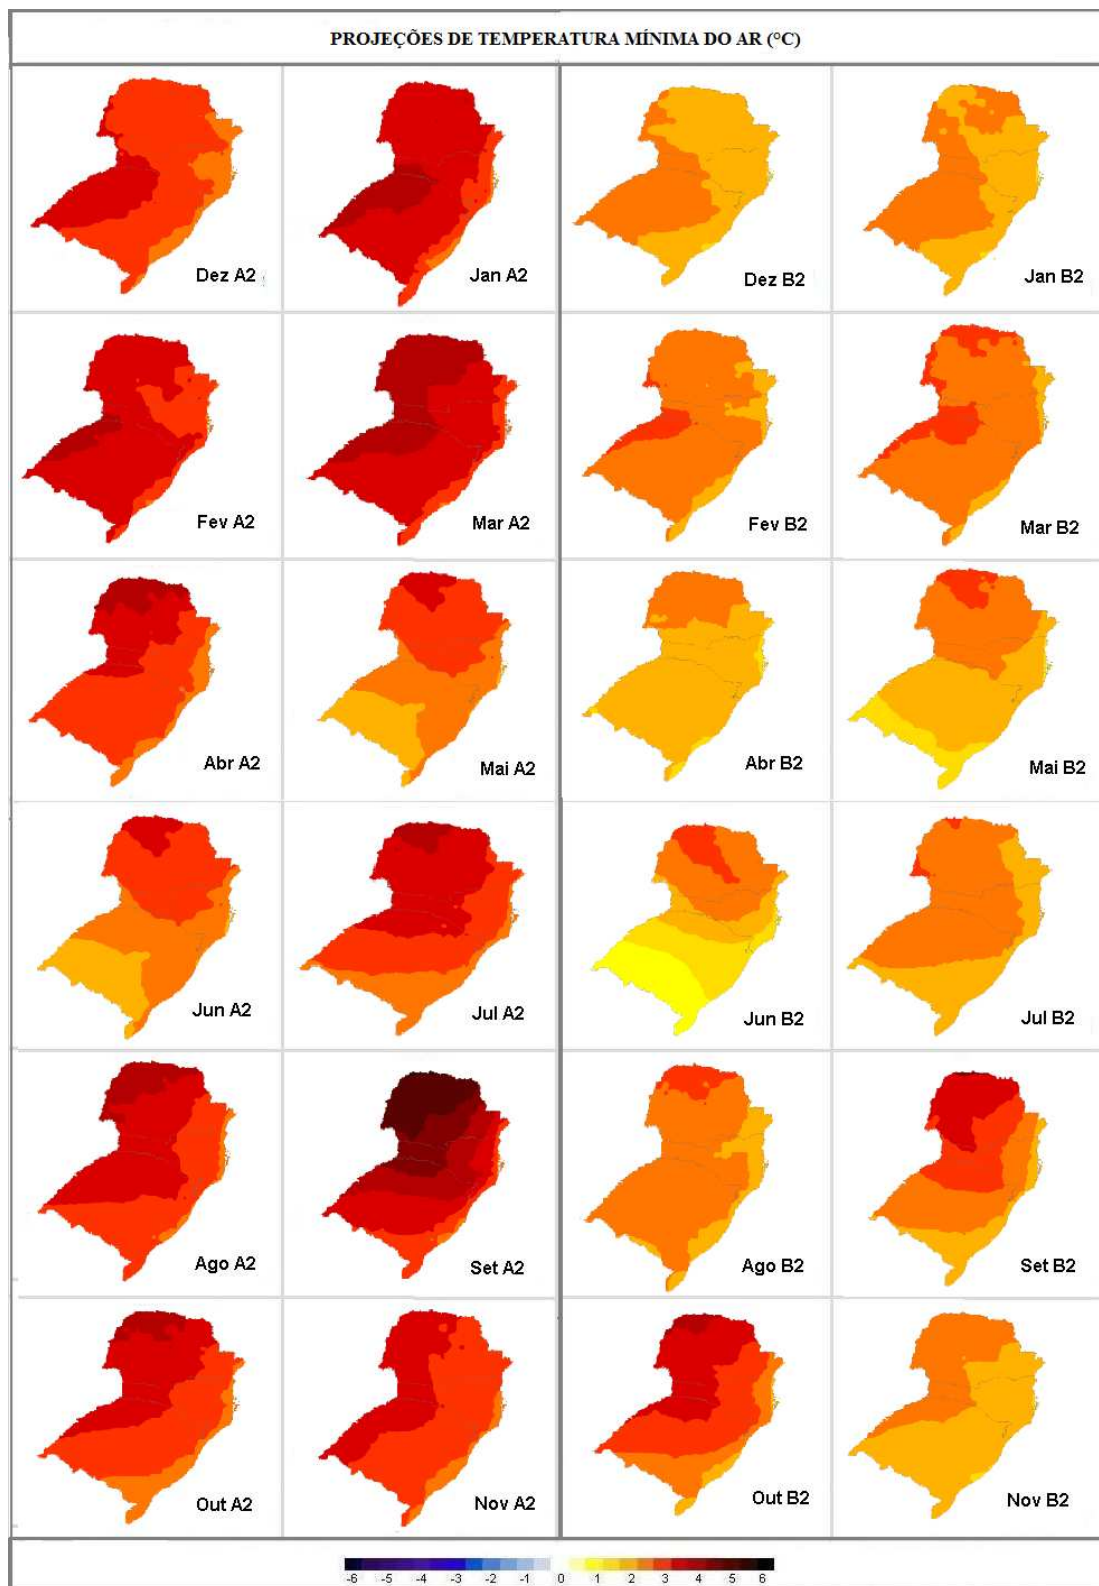 PROJEÇÕES DE TEMPERATURA MÍNIMA DO AR (°C)
Dez A2
Jan A2
Dez B2
Jan B2
Fev A2
Mar A2
Fev B2
Mar B2
Abr A2
Mai A2
Abr B2
Mai B2
Jun A2
Jul A2
Jun B2
Jul B2
Ago A2
Set A2
Ago B2
Set B2
Out A2
Nov A2
Out B2
Nov B2
-6 -5 -4 -3 -2 -1 0 1 2 3 4 5 6